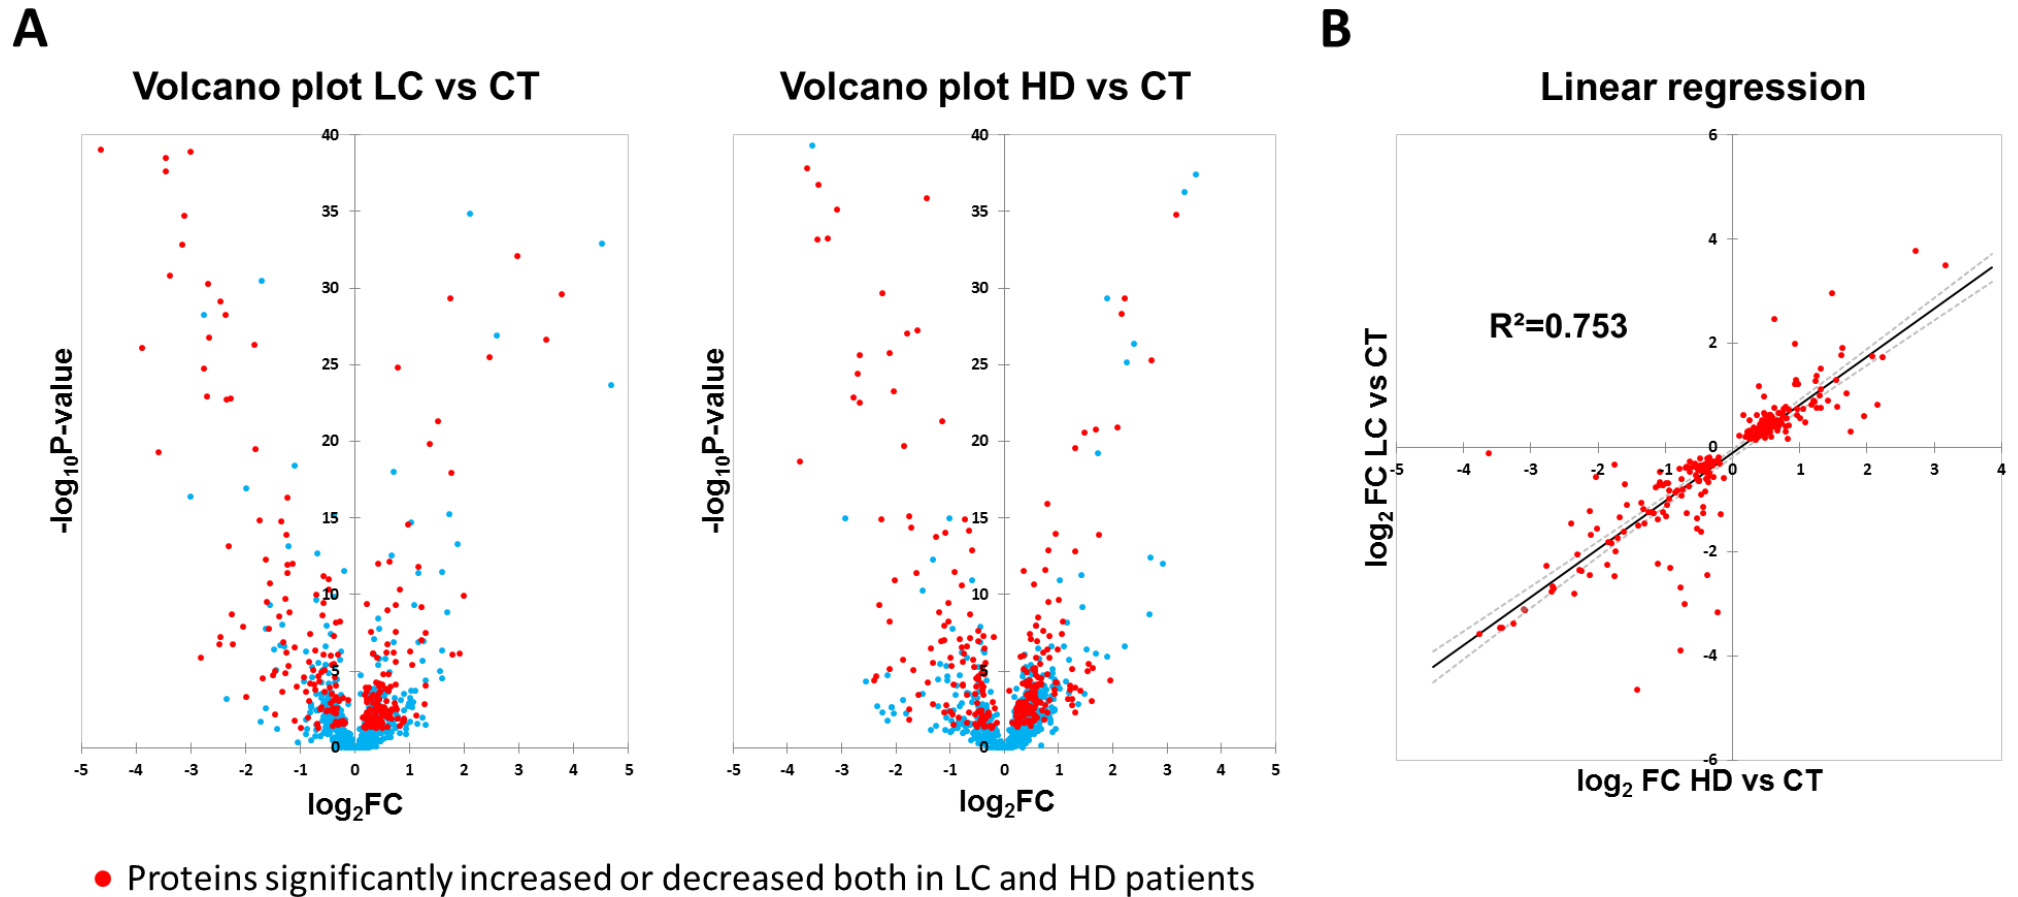 A
B
Volcano plot LC vs CT
Volcano plot HD vs CT
Linear regression
40
35
30
25
20
15
10
5
0
-5 -4 -3 -2 -1 0 1 2 3 4 5
-log10P-value
log2FC
40
35
30
25
20
15
10
5
0
-5 -4 -3 -2 -1 0 1 2 3 4 5
-log10P-value
log2FC
6
4
2
0
-2
-4
-6
-5 -4 -3 -2 -1 0 1 2 3 4
R²=0.753
log2 FC LC vs CT
log2 FC HD vs CT
Proteins significantly increased or decreased both in LC and HD patients